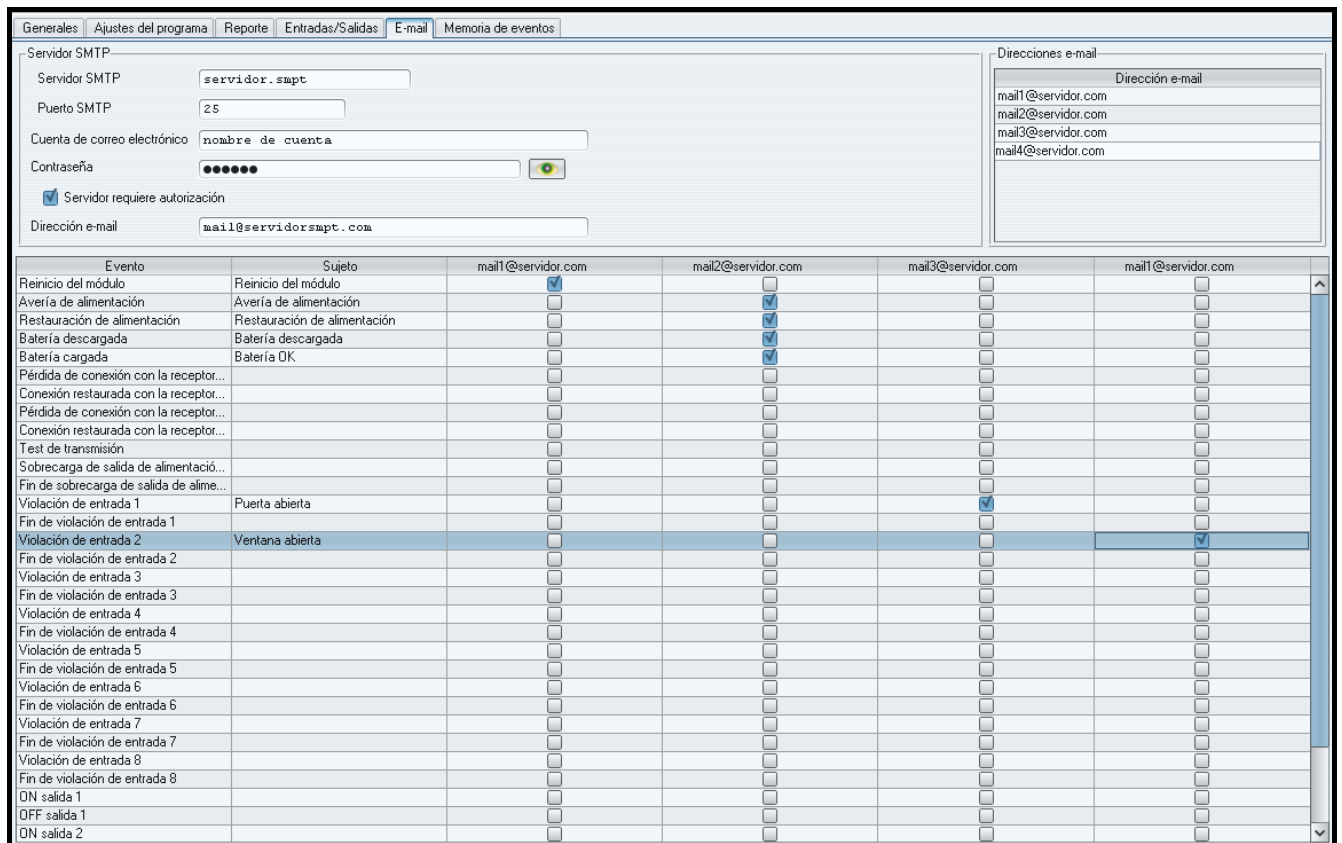 Generales Ajustes del programa Reporte Entradas/Salidas E-mail Memoria de eventos
Servidor SMTP
Servidor SMTP servidor.smpt
Puerto SMTP 25
Cuenta de correo electrónico nombre de cuenta
Contraseña ●●●●●●
Servidor requiere autorización
Dirección e-mail mail@servidorsmpt.com
Direcciones e-mail
Dirección e-mail
mail1@servidor.com
mail2@servidor.com
mail3@servidor.com
mail4@servidor.com
Evento Sujeto mail1@servidor.com mail2@servidor.com mail3@servidor.com mail1@servidor.com
Reinicio del módulo Reinicio del módulo
Avería de alimentación Avería de alimentación
Restauración de alimentación Restauración de alimentación
Batería descargada Batería descargada
Batería cargada Batería OK
Pérdida de conexión con la receptor...
Conexión restaurada con la receptor...
Pérdida de conexión con la receptor...
Conexión restaurada con la receptor...
Test de transmisión
Sobrecarga de salida de alimentació...
Fin de sobrecarga de salida de alime...
Violación de entrada 1 Puerta abierta
Fin de violación de entrada 1
Violación de entrada 2 Ventana abierta
Fin de violación de entrada 2
Violación de entrada 3
Fin de violación de entrada 3
Violación de entrada 4
Fin de violación de entrada 4
Violación de entrada 5
Fin de violación de entrada 5
Violación de entrada 6
Fin de violación de entrada 6
Violación de entrada 7
Fin de violación de entrada 7
Violación de entrada 8
Fin de violación de entrada 8
ON salida 1
OFF salida 1
ON salida 2